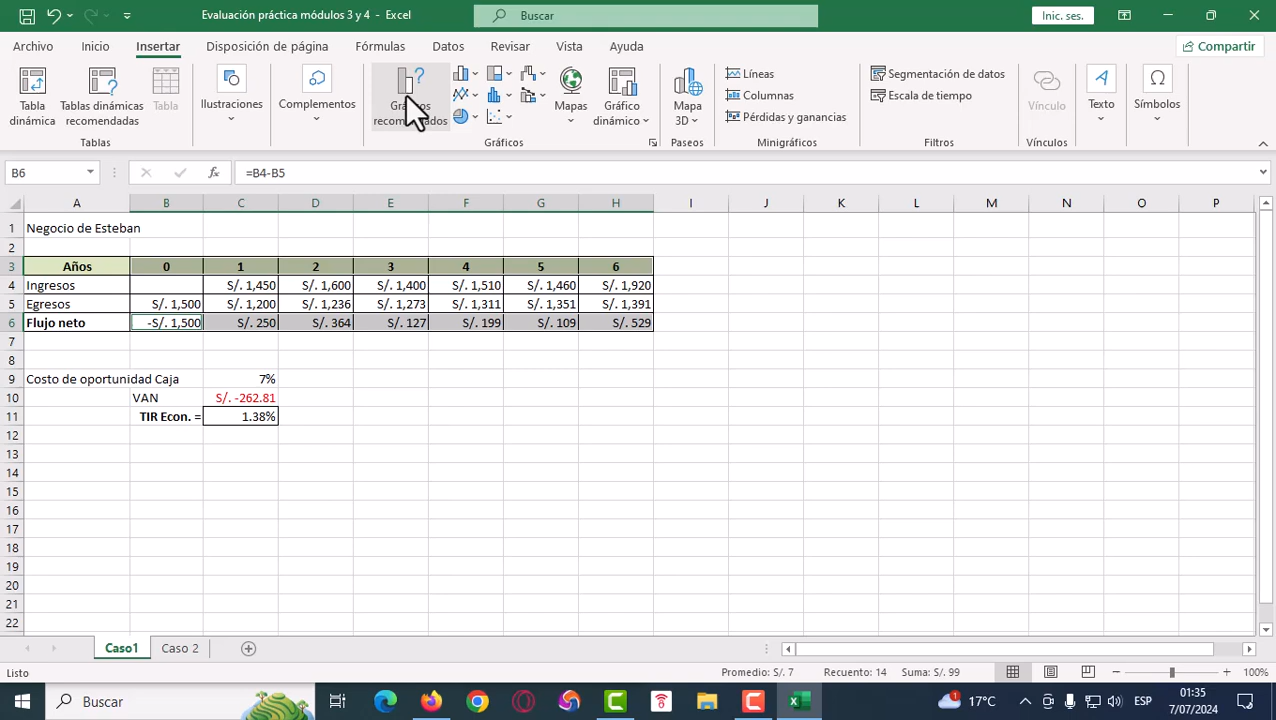 Evaluación práctica módulos 3 y 4 - Excel
Buscar
Inic. ses.
Archivo Inicio Insertar Disposición de página Fórmulas Datos Revisar Vista Ayuda
Compartir
Tabla dinámica
Tablas dinámicas recomendadas
Tabla
Ilustraciones
Complementos
Gráficos recomendados
Mapas
Gráfico dinámico
Mapa 3D
Líneas
Columnas
Pérdidas y ganancias
Segmentación de datos
Escala de tiempo
Vínculo
Texto
Símbolos
Tablas Gráficos Paseos Minigráficos Filtros Vínculos
B6 fx =B4-B5
A B C D E F G H I J K L M N O P
1 Negocio de Esteban
2
3 Años 0 1 2 3 4 5 6
4 Ingresos S/. 1,450 S/. 1,600 S/. 1,400 S/. 1,510 S/. 1,460 S/. 1,920
5 Egresos S/. 1,500 S/. 1,200 S/. 1,236 S/. 1,273 S/. 1,311 S/. 1,351 S/. 1,391
6 Flujo neto -S/. 1,500 S/. 250 S/. 364 S/. 127 S/. 199 S/. 109 S/. 529
7
8
9 Costo de oportunidad Caja 7%
10 VAN S/. -262.81
11 TIR Econ. = 1.38%
12
13
14
15
16
17
18
19
20
21
22
Caso1 Caso 2
Listo Promedio: S/. 7 Recuento: 14 Suma: S/. 99 100%
Buscar 17°C ESP 01:35
7/07/2024